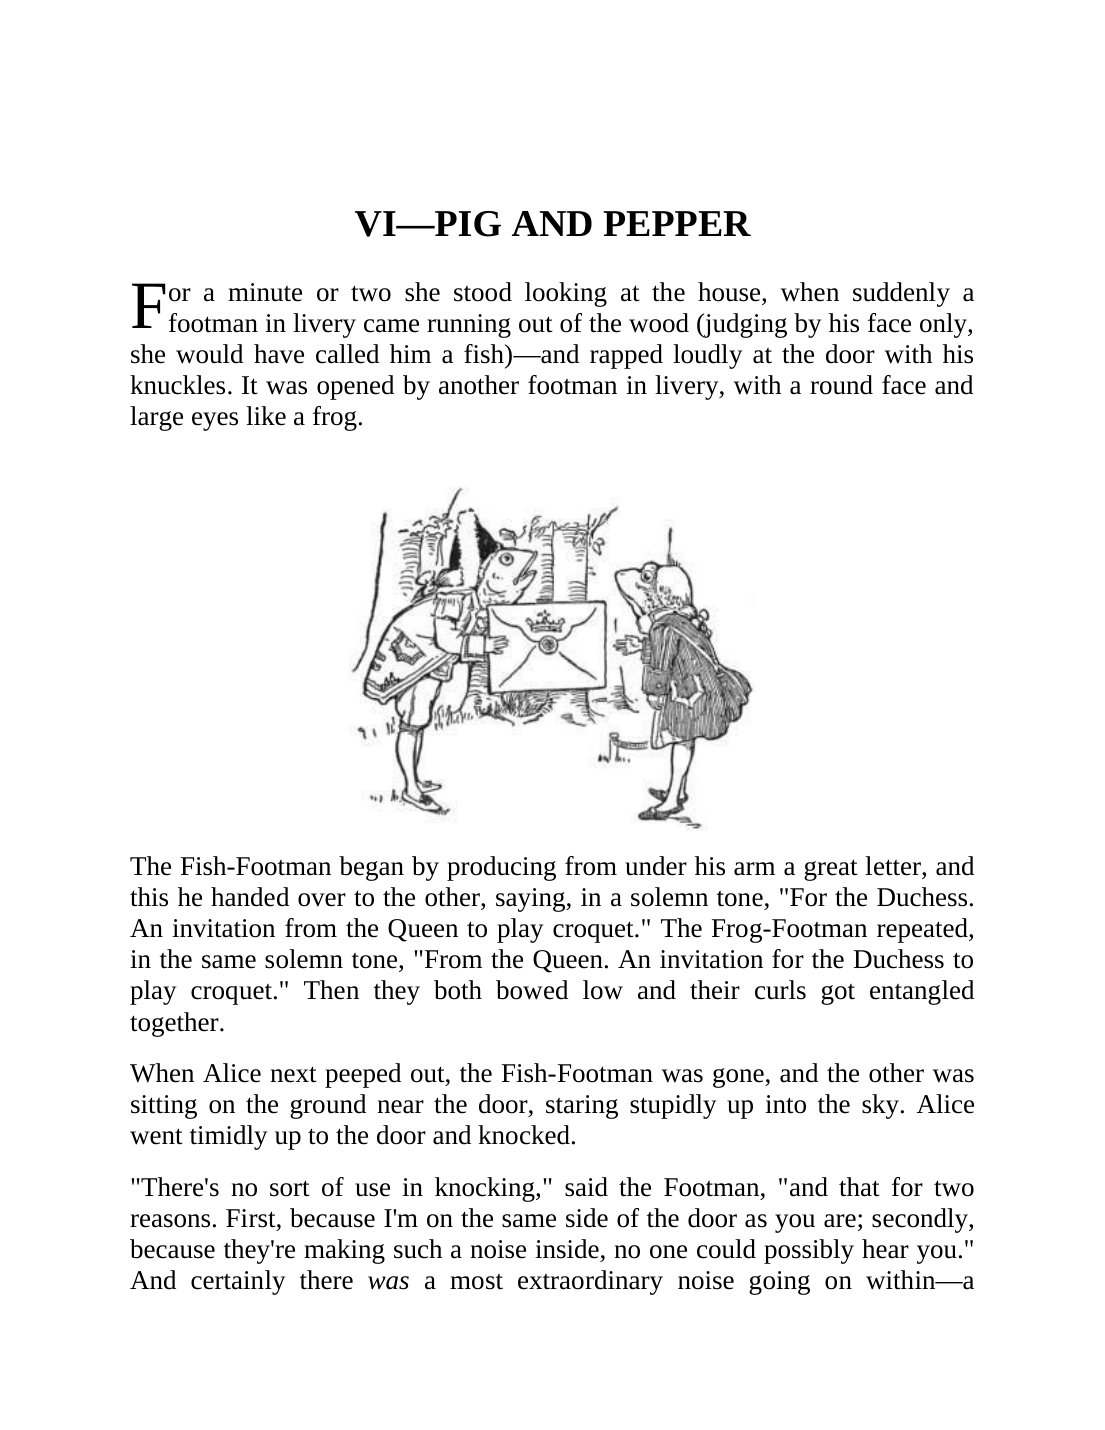 VI—PIG AND PEPPER
For a minute or two she stood looking at the house, when suddenly a
footman in livery came running out of the wood (judging by his face only,
she would have called him a fish)—and rapped loudly at the door with his
knuckles. It was opened by another footman in livery, with a round face and
large eyes like a frog.
The Fish-Footman began by producing from under his arm a great letter, and
this he handed over to the other, saying, in a solemn tone, "For the Duchess.
An invitation from the Queen to play croquet." The Frog-Footman repeated,
in the same solemn tone, "From the Queen. An invitation for the Duchess to
play croquet." Then they both bowed low and their curls got entangled
together.
When Alice next peeped out, the Fish-Footman was gone, and the other was
sitting on the ground near the door, staring stupidly up into the sky. Alice
went timidly up to the door and knocked.
"There's no sort of use in knocking," said the Footman, "and that for two
reasons. First, because I'm on the same side of the door as you are; secondly,
because they're making such a noise inside, no one could possibly hear you."
And certainly there was a most extraordinary noise going on within—a